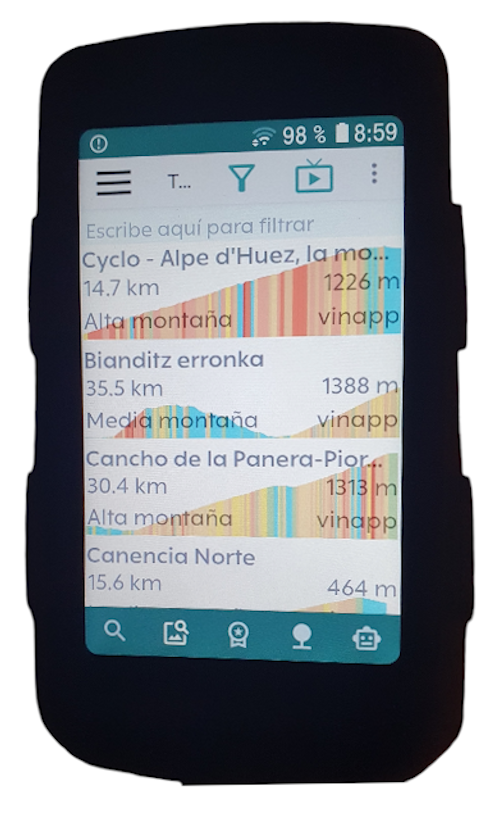 98 % 8:59
T...
Escribe aquí para filtrar
Cyclo - Alpe d'Huez, la mo...
14.7 km 1226 m
Alta montaña vinapp
Bianditz erronka
35.5 km 1388 m
Media montaña vinapp
Cancho de la Panera-Pior...
30.4 km 1313 m
Alta montaña vinapp
Canencia Norte
15.6 km 464 m